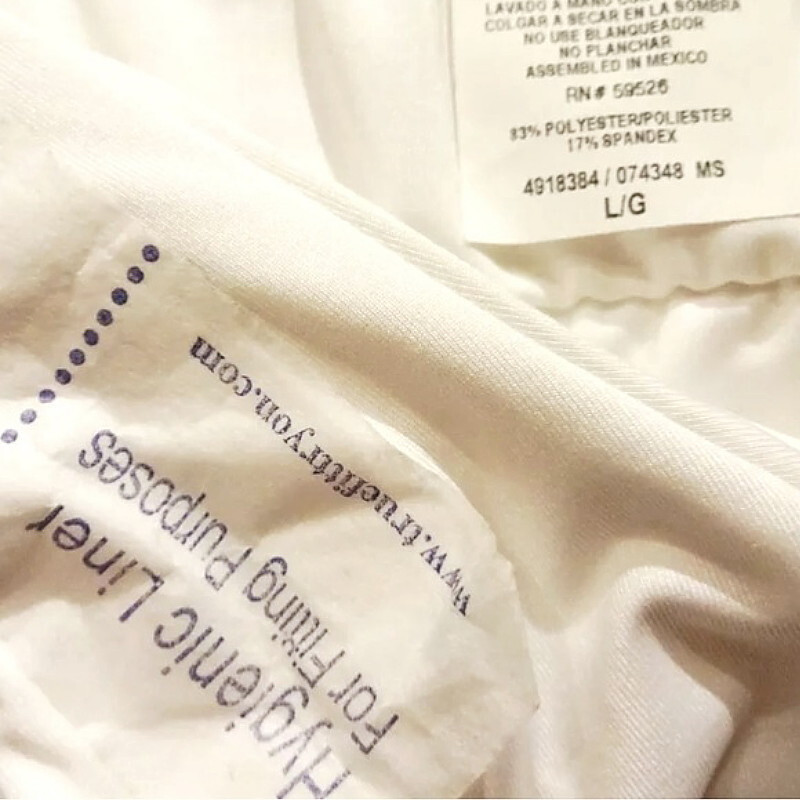 LAVADO A MANO CON
COLGAR A SECAR EN LA SOMBRA
NO USE BLANQUEADOR
NO PLANCHAR
ASSEMBLED IN MEXICO
RN# 59526
83% POLYESTER/POLIESTER
17% SPANDEX
4918384 / 074348 MS
L/G
www.truefittryon.com
Hygienic Liner
For Fitting Purposes